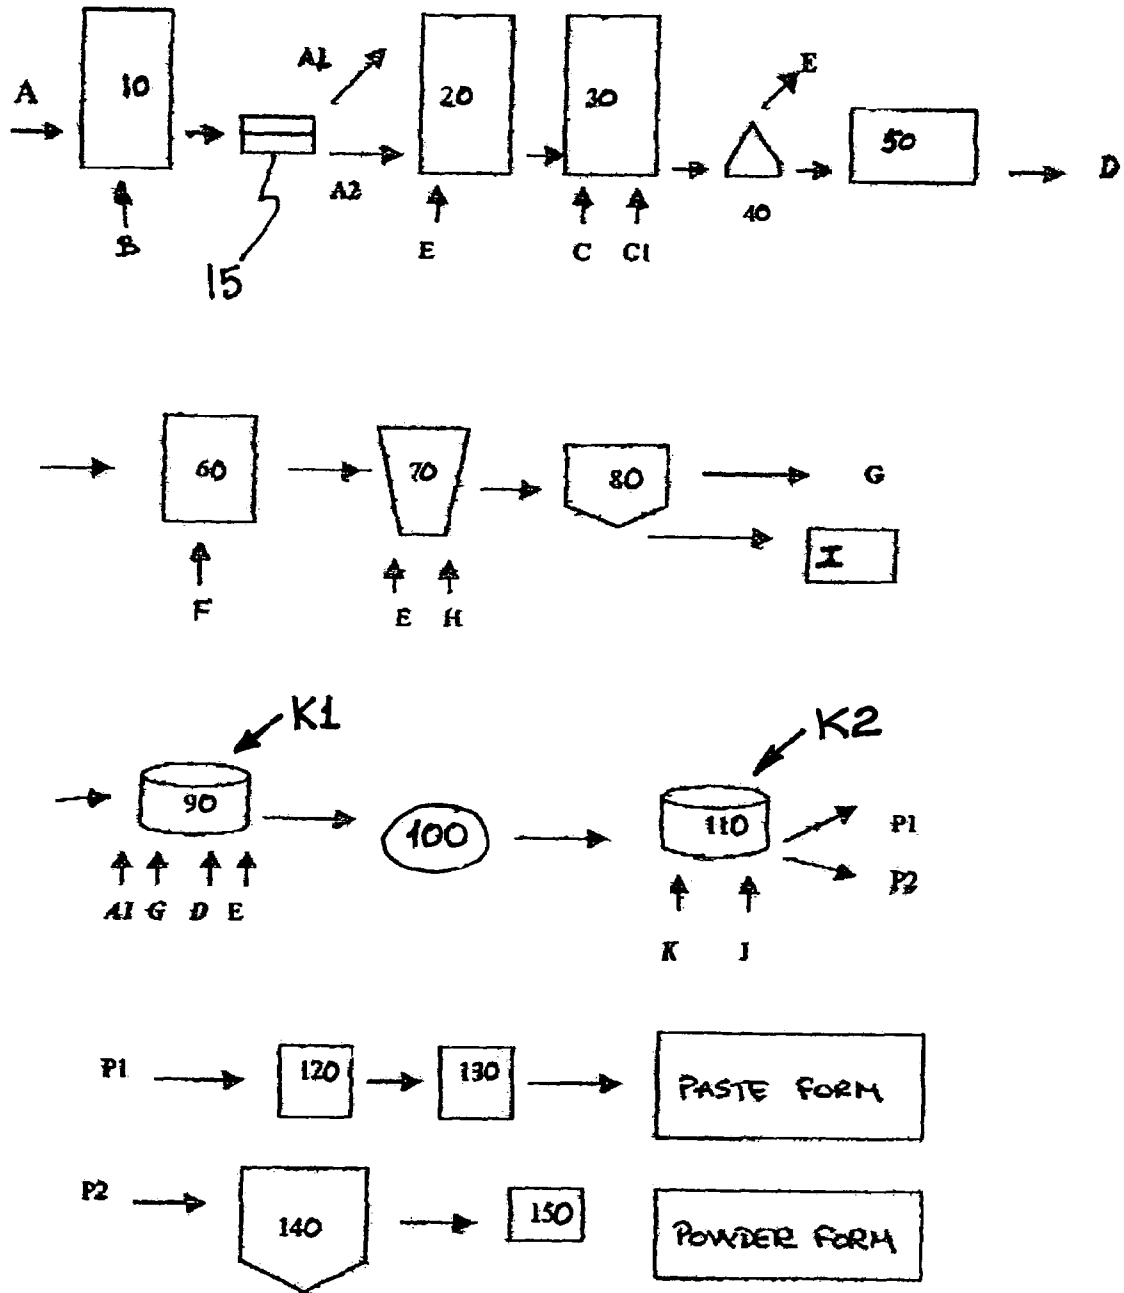 A 10 A1 20 30 E 50 D
A2 40
B E C C1
15
60 70 80 G
I
F E H
K1 K2
90 100 110 P1
P2
A1 G D E
K J
P1 120 130 PASTE FORM
P2 140 150 POWDER FORM